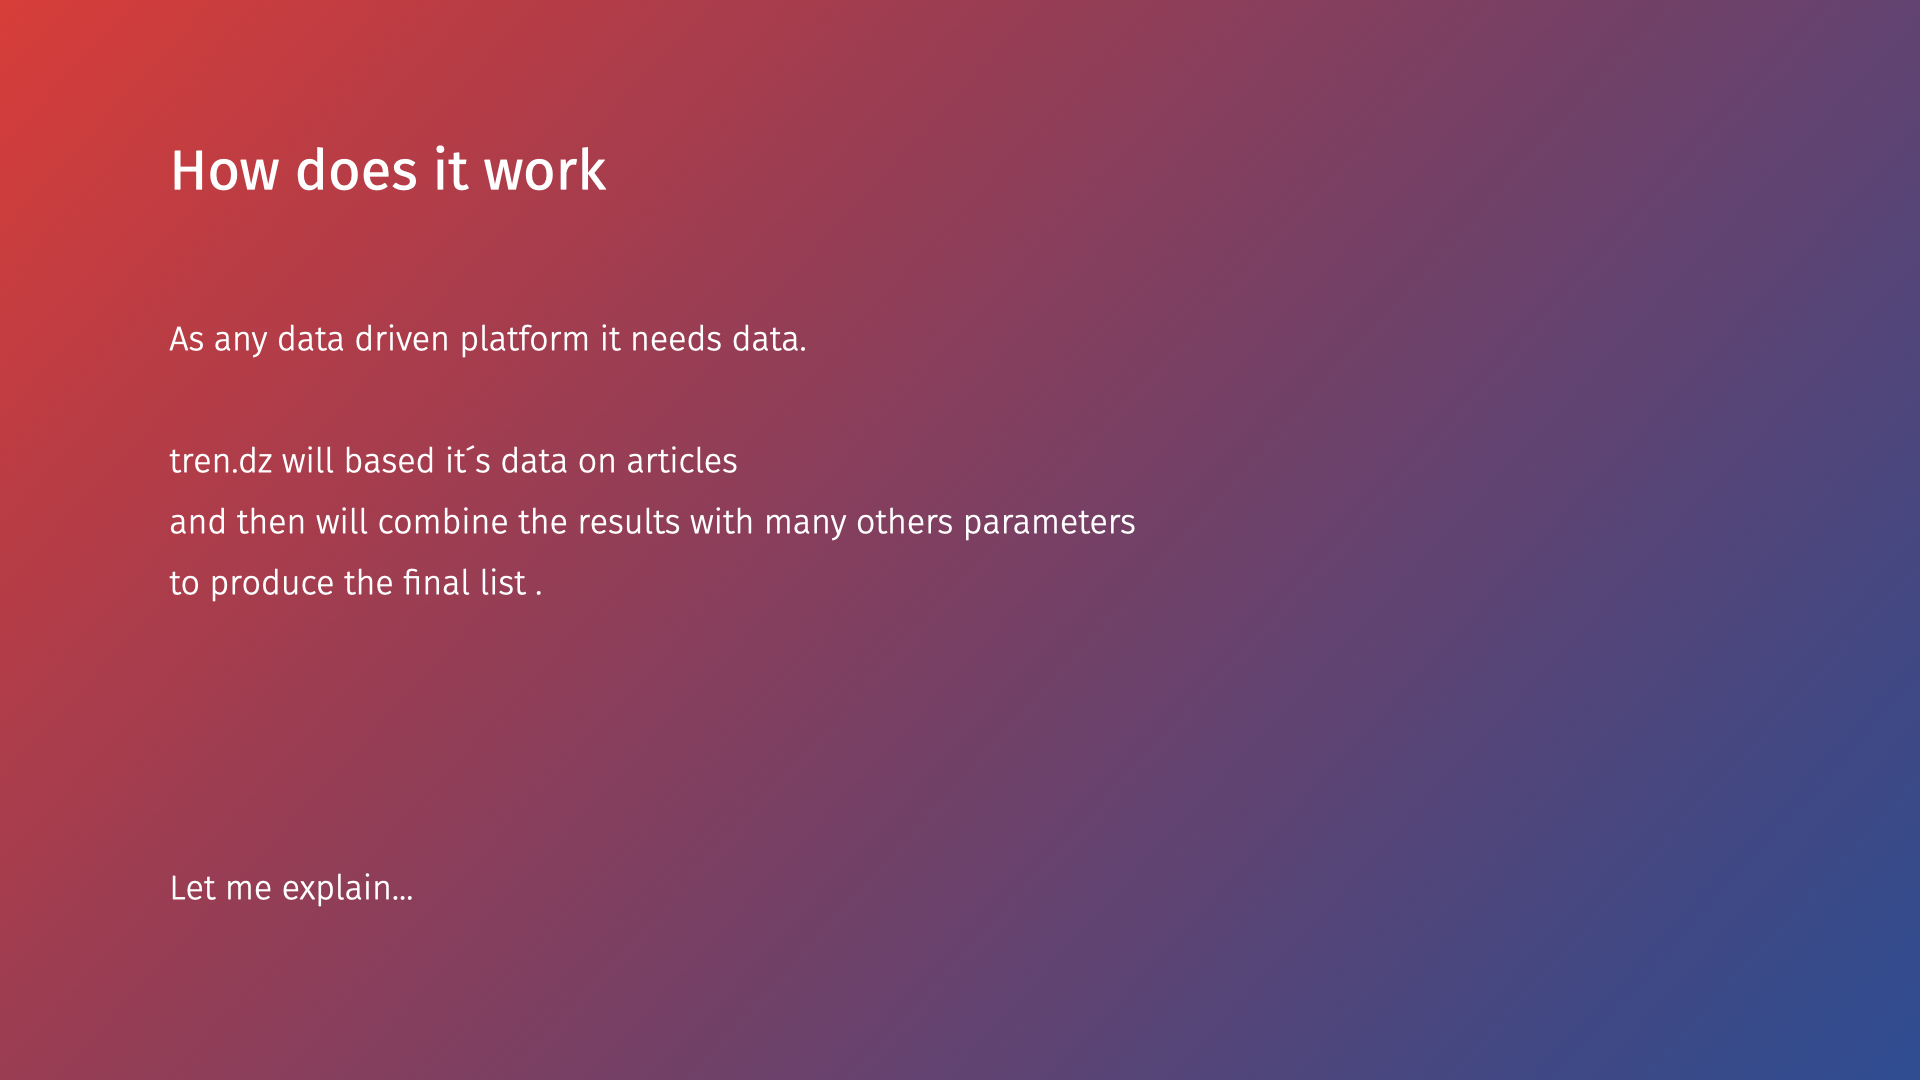 How does it work
As any data driven platform it needs data.
tren.dz will based it´s data on articles
and then will combine the results with many others parameters
to produce the final list .
Let me explain...